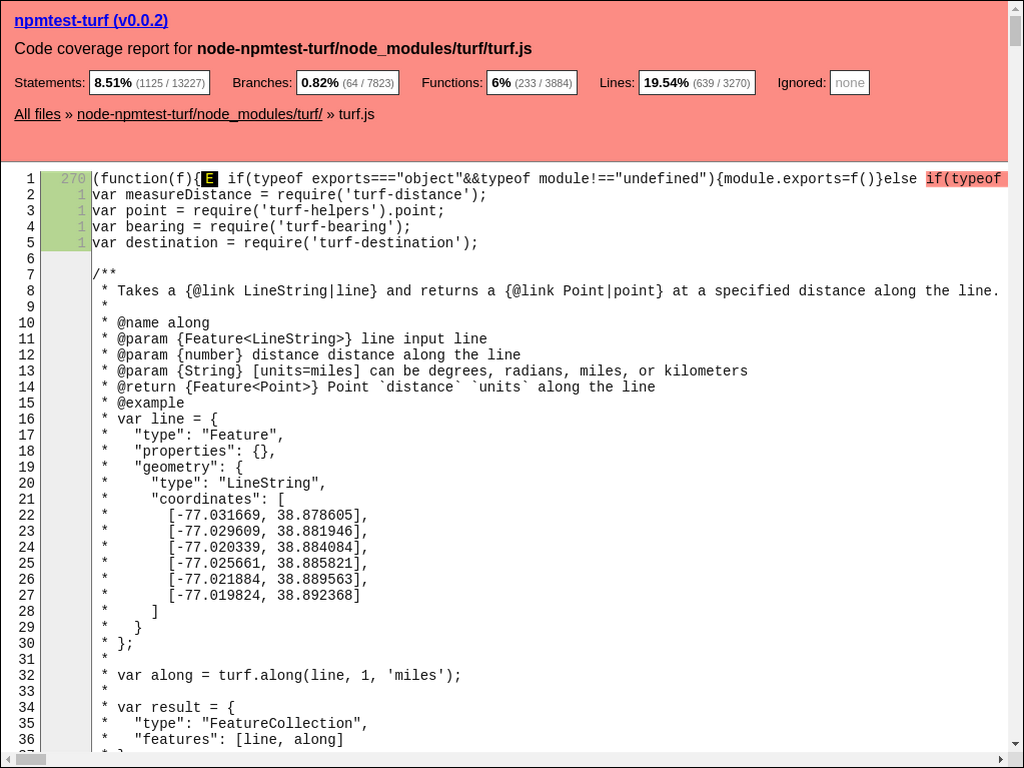 npmtest-turf (v0.0.2)
Code coverage report for node-npmtest-turf/node_modules/turf/turf.js
Statements: 8.51% (1125 / 13227) Branches: 0.82% (64 / 7823) Functions: 6% (233 / 3884) Lines: 19.54% (639 / 3270) Ignored: none
All files » node-npmtest-turf/node_modules/turf/ » turf.js
1 270 (function(f){E if(typeof exports==="object"&&typeof module!=="undefined"){module.exports=f()}else if(typeof
2 1 var measureDistance = require('turf-distance');
3 1 var point = require('turf-helpers').point;
4 1 var bearing = require('turf-bearing');
5 1 var destination = require('turf-destination');
6
7 /**
8 * Takes a {@link LineString|line} and returns a {@link Point|point} at a specified distance along the line.
9 *
10 * @name along
11 * @param {Feature<LineString>} line input line
12 * @param {number} distance distance along the line
13 * @param {String} [units=miles] can be degrees, radians, miles, or kilometers
14 * @return {Feature<Point>} Point `distance` `units` along the line
15 * @example
16 * var line = {
17 *   "type": "Feature",
18 *   "properties": {},
19 *   "geometry": {
20 *     "type": "LineString",
21 *     "coordinates": [
22 *       [-77.031669, 38.878605],
23 *       [-77.029609, 38.881946],
24 *       [-77.020339, 38.884084],
25 *       [-77.025661, 38.885821],
26 *       [-77.021884, 38.889563],
27 *       [-77.019824, 38.892368]
28 *     ]
29 *   }
30 * };
31 *
32 * var along = turf.along(line, 1, 'miles');
33 *
34 * var result = {
35 *   "type": "FeatureCollection",
36 *   "features": [line, along]